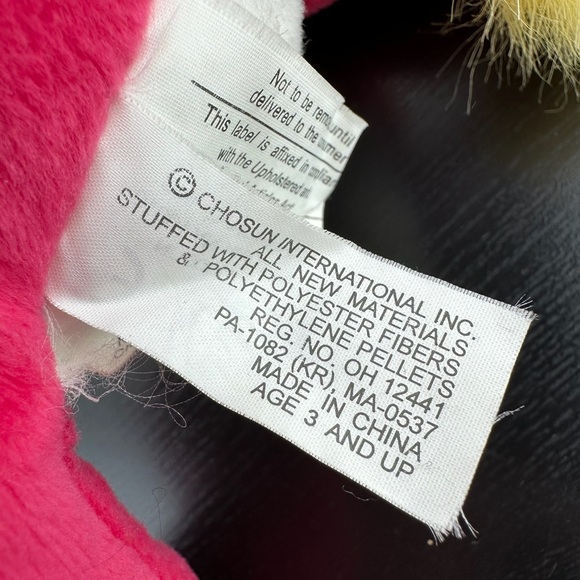 Not to be remo until
delivered to the
This label is affixed in
with the Upholstered and
© CHOSUN INTERNATIONAL INC.
ALL NEW MATERIALS
STUFFED WITH POLYESTER FIBERS
& POLYETHYLENE PELLETS
REG. NO. OH 12441
PA-1082 (KR), MA-0537
MADE IN CHINA
AGE 3 AND UP